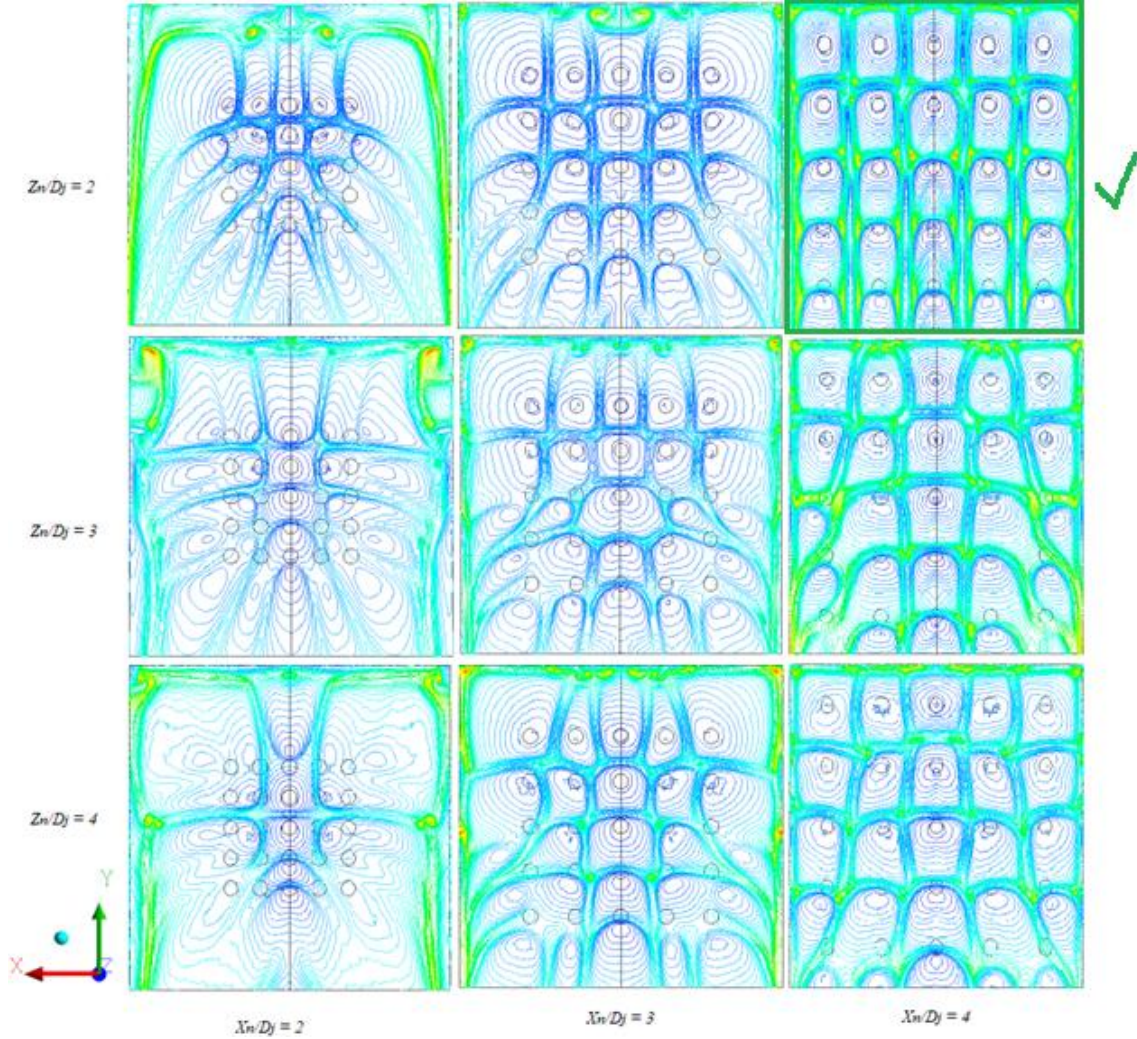 Zn/Dj = 2
Zn/Dj = 3
Zn/Dj = 4
Y
X
Z
Xn/Dj = 2
Xn/Dj = 3
Xn/Dj = 4